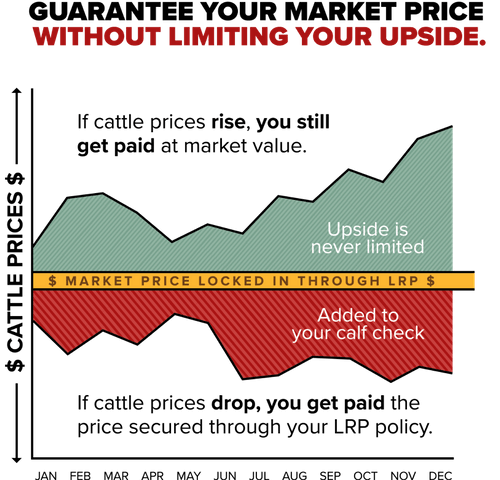 GUARANTEE YOUR MARKET PRICE
WITHOUT LIMITING YOUR UPSIDE.
$ CATTLE PRICES $
If cattle prices rise, you still
get paid at market value.
Upside is
never limited
$ MARKET PRICE LOCKED IN THROUGH LRP $
Added to
your calf check
If cattle prices drop, you get paid the
price secured through your LRP policy.
JAN FEB MAR APR MAY JUN JUL AUG SEP OCT NOV DEC